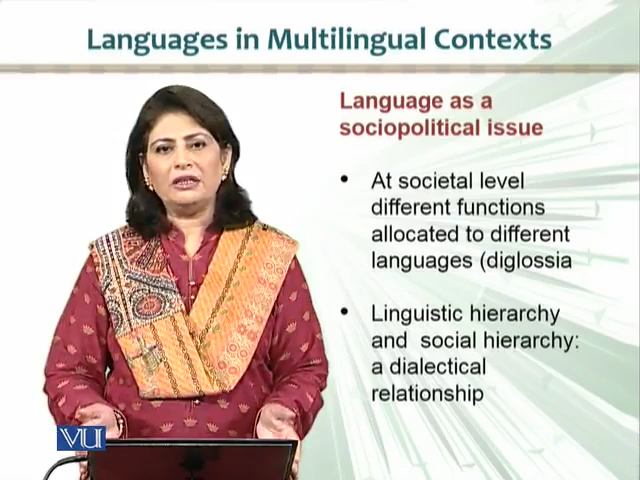 Languages in Multilingual Contexts
Language as a
sociopolitical issue
• At societal level
different functions
allocated to different
languages (diglossia
• Linguistic hierarchy
and social hierarchy:
a dialectical
relationship
VU